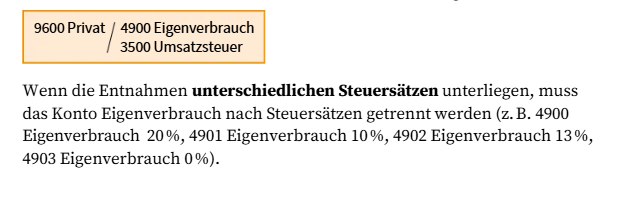 9600 Privat / 4900 Eigenverbrauch
3500 Umsatzsteuer
Wenn die Entnahmen unterschiedlichen Steuersätzen unterliegen, muss
das Konto Eigenverbrauch nach Steuersätzen getrennt werden (z. B. 4900
Eigenverbrauch 20 %, 4901 Eigenverbrauch 10 %, 4902 Eigenverbrauch 13 %,
4903 Eigenverbrauch 0 %).